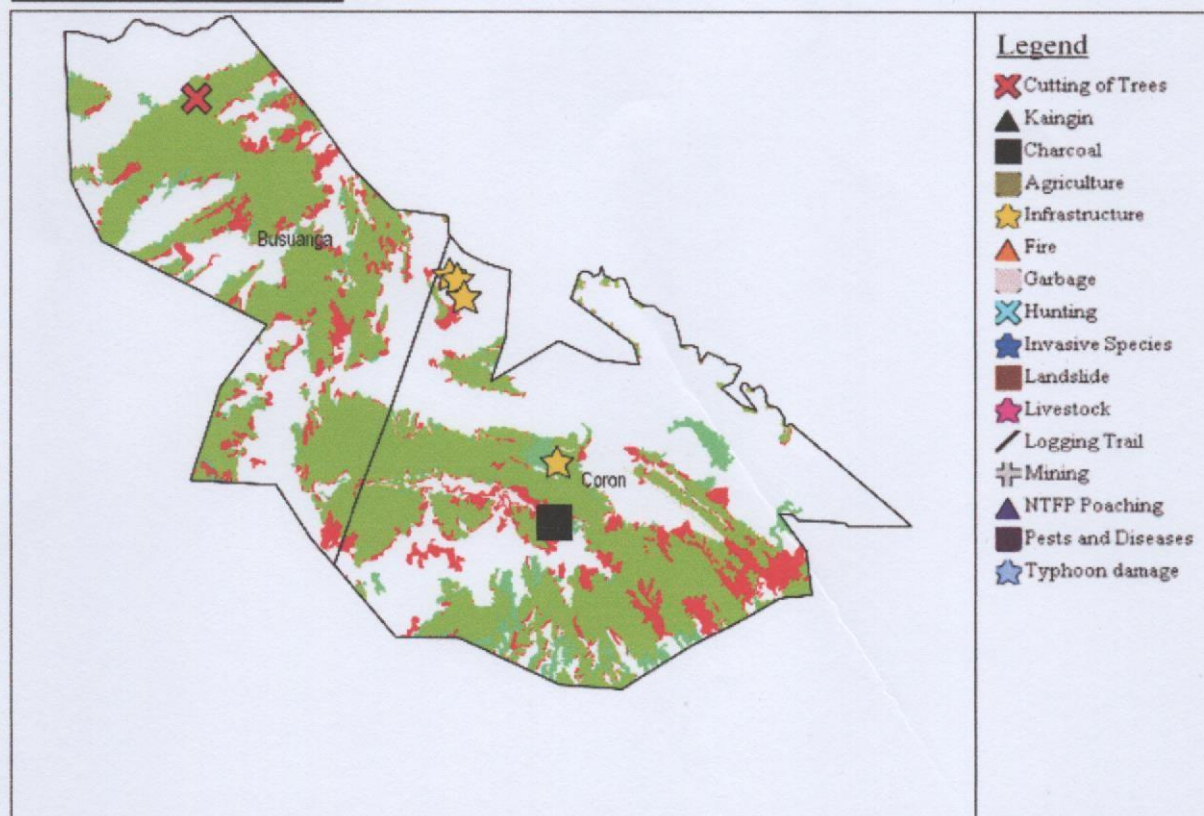 Legend
Cutting of Trees
Kaingin
Charcoal
Agriculture
Infrastructure
Fire
Garbage
Hunting
Invasive Species
Landslide
Livestock
Logging Trail
Mining
NTFP Poaching
Pests and Diseases
Typhoon damage
Busuanga
Coron